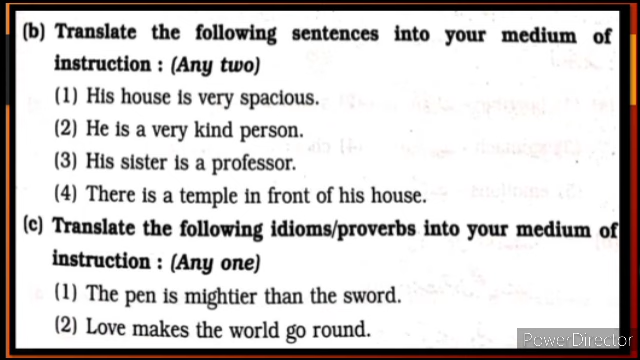 (b) Translate the following sentences into your medium of
instruction : (Any two)
(1) His house is very spacious.
(2) He is a very kind person.
(3) His sister is a professor.
(4) There is a temple in front of his house.
(c) Translate the following idioms/proverbs into your medium of
instruction : (Any one)
(1) The pen is mightier than the sword.
(2) Love makes the world go round.
PowerDirector